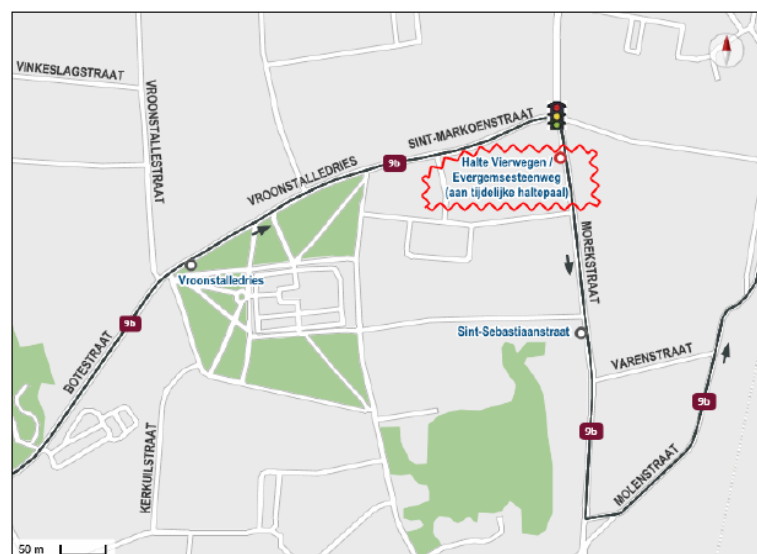 VINKESLAGSTRAAT
VROONSTALLESTRAAT
SINT-MARKOENSTRAAT
9b
VROONSTALLEDRIES
Halte Vierwegen /
Evergemsesteenweg
(aan tijdelijke haltepaal)
MOREKSTRAAT
Vroonstalledries
9b
BOTESTRAAT
Sint-Sebastiaanstraat
VARENSTRAAT
9b
9b
KERKUILSTRAAT
MOLENSTRAAT
50 m